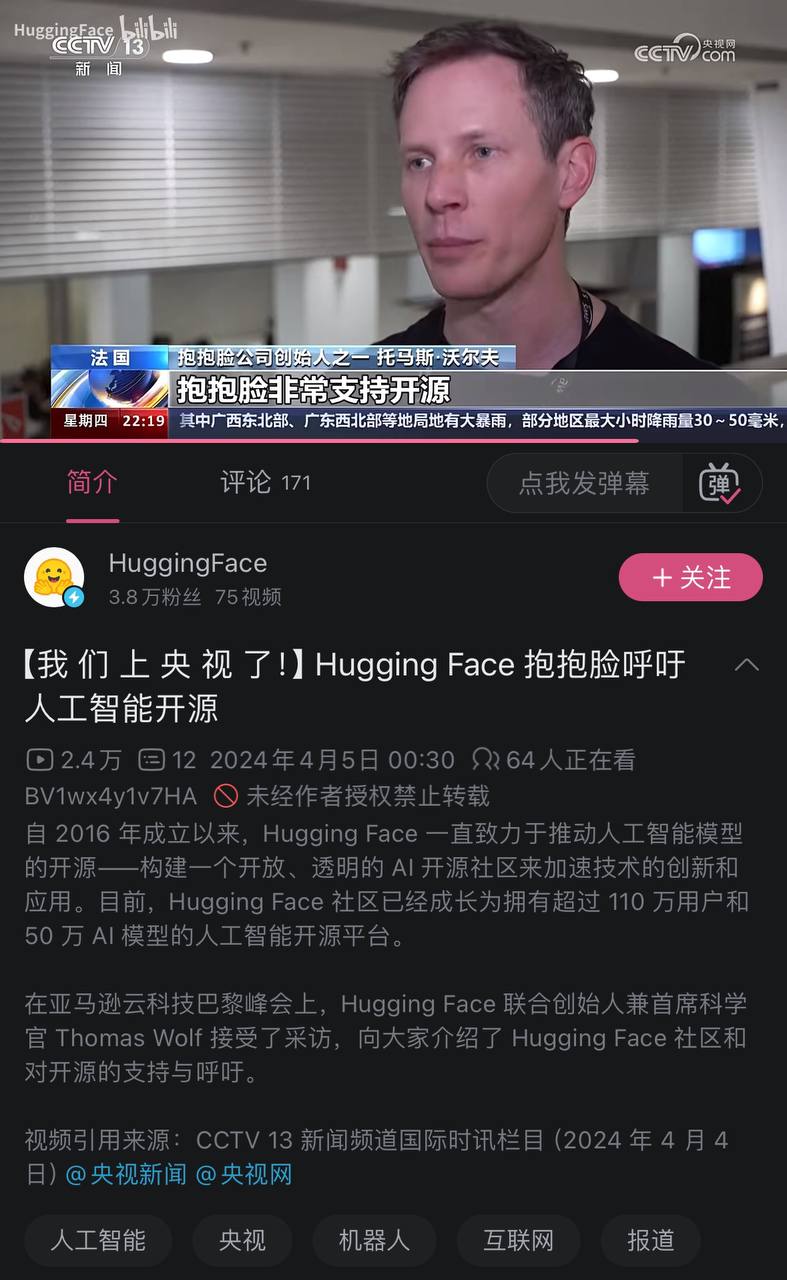 HuggingFace bilibili
CCTV 13
新闻
CCTV 央视网
com
法国 抱抱脸公司创始人之一 托马斯·沃尔夫
抱抱脸非常支持开源
星期四 22:19 其中广西东北部、广东西北部等地局地有大暴雨，部分地区最大小时降雨量30～50毫米，
简介 评论 171 点我发弹幕 弹
HuggingFace
3.8万粉丝 75视频
+ 关注
【我 们 上 央 视 了!】Hugging Face 抱抱脸呼吁
人工智能开源
2.4万 12 2024年4月5日 00:30 64人正在看
BV1wx4y1v7HA 未经作者授权禁止转载
自 2016 年成立以来，Hugging Face 一直致力于推动人工智能模型
的开源——构建一个开放、透明的 AI 开源社区来加速技术的创新和
应用。目前，Hugging Face 社区已经成长为拥有超过 110 万用户和
50 万 AI 模型的人工智能开源平台。
在亚马逊云科技巴黎峰会上，Hugging Face 联合创始人兼首席科学
官 Thomas Wolf 接受了采访，向大家介绍了 Hugging Face 社区和
对开源的支持与呼吁。
视频引用来源：CCTV 13 新闻频道国际时讯栏目 (2024 年 4 月 4
日) @央视新闻 @央视网
人工智能 央视 机器人 互联网 报道